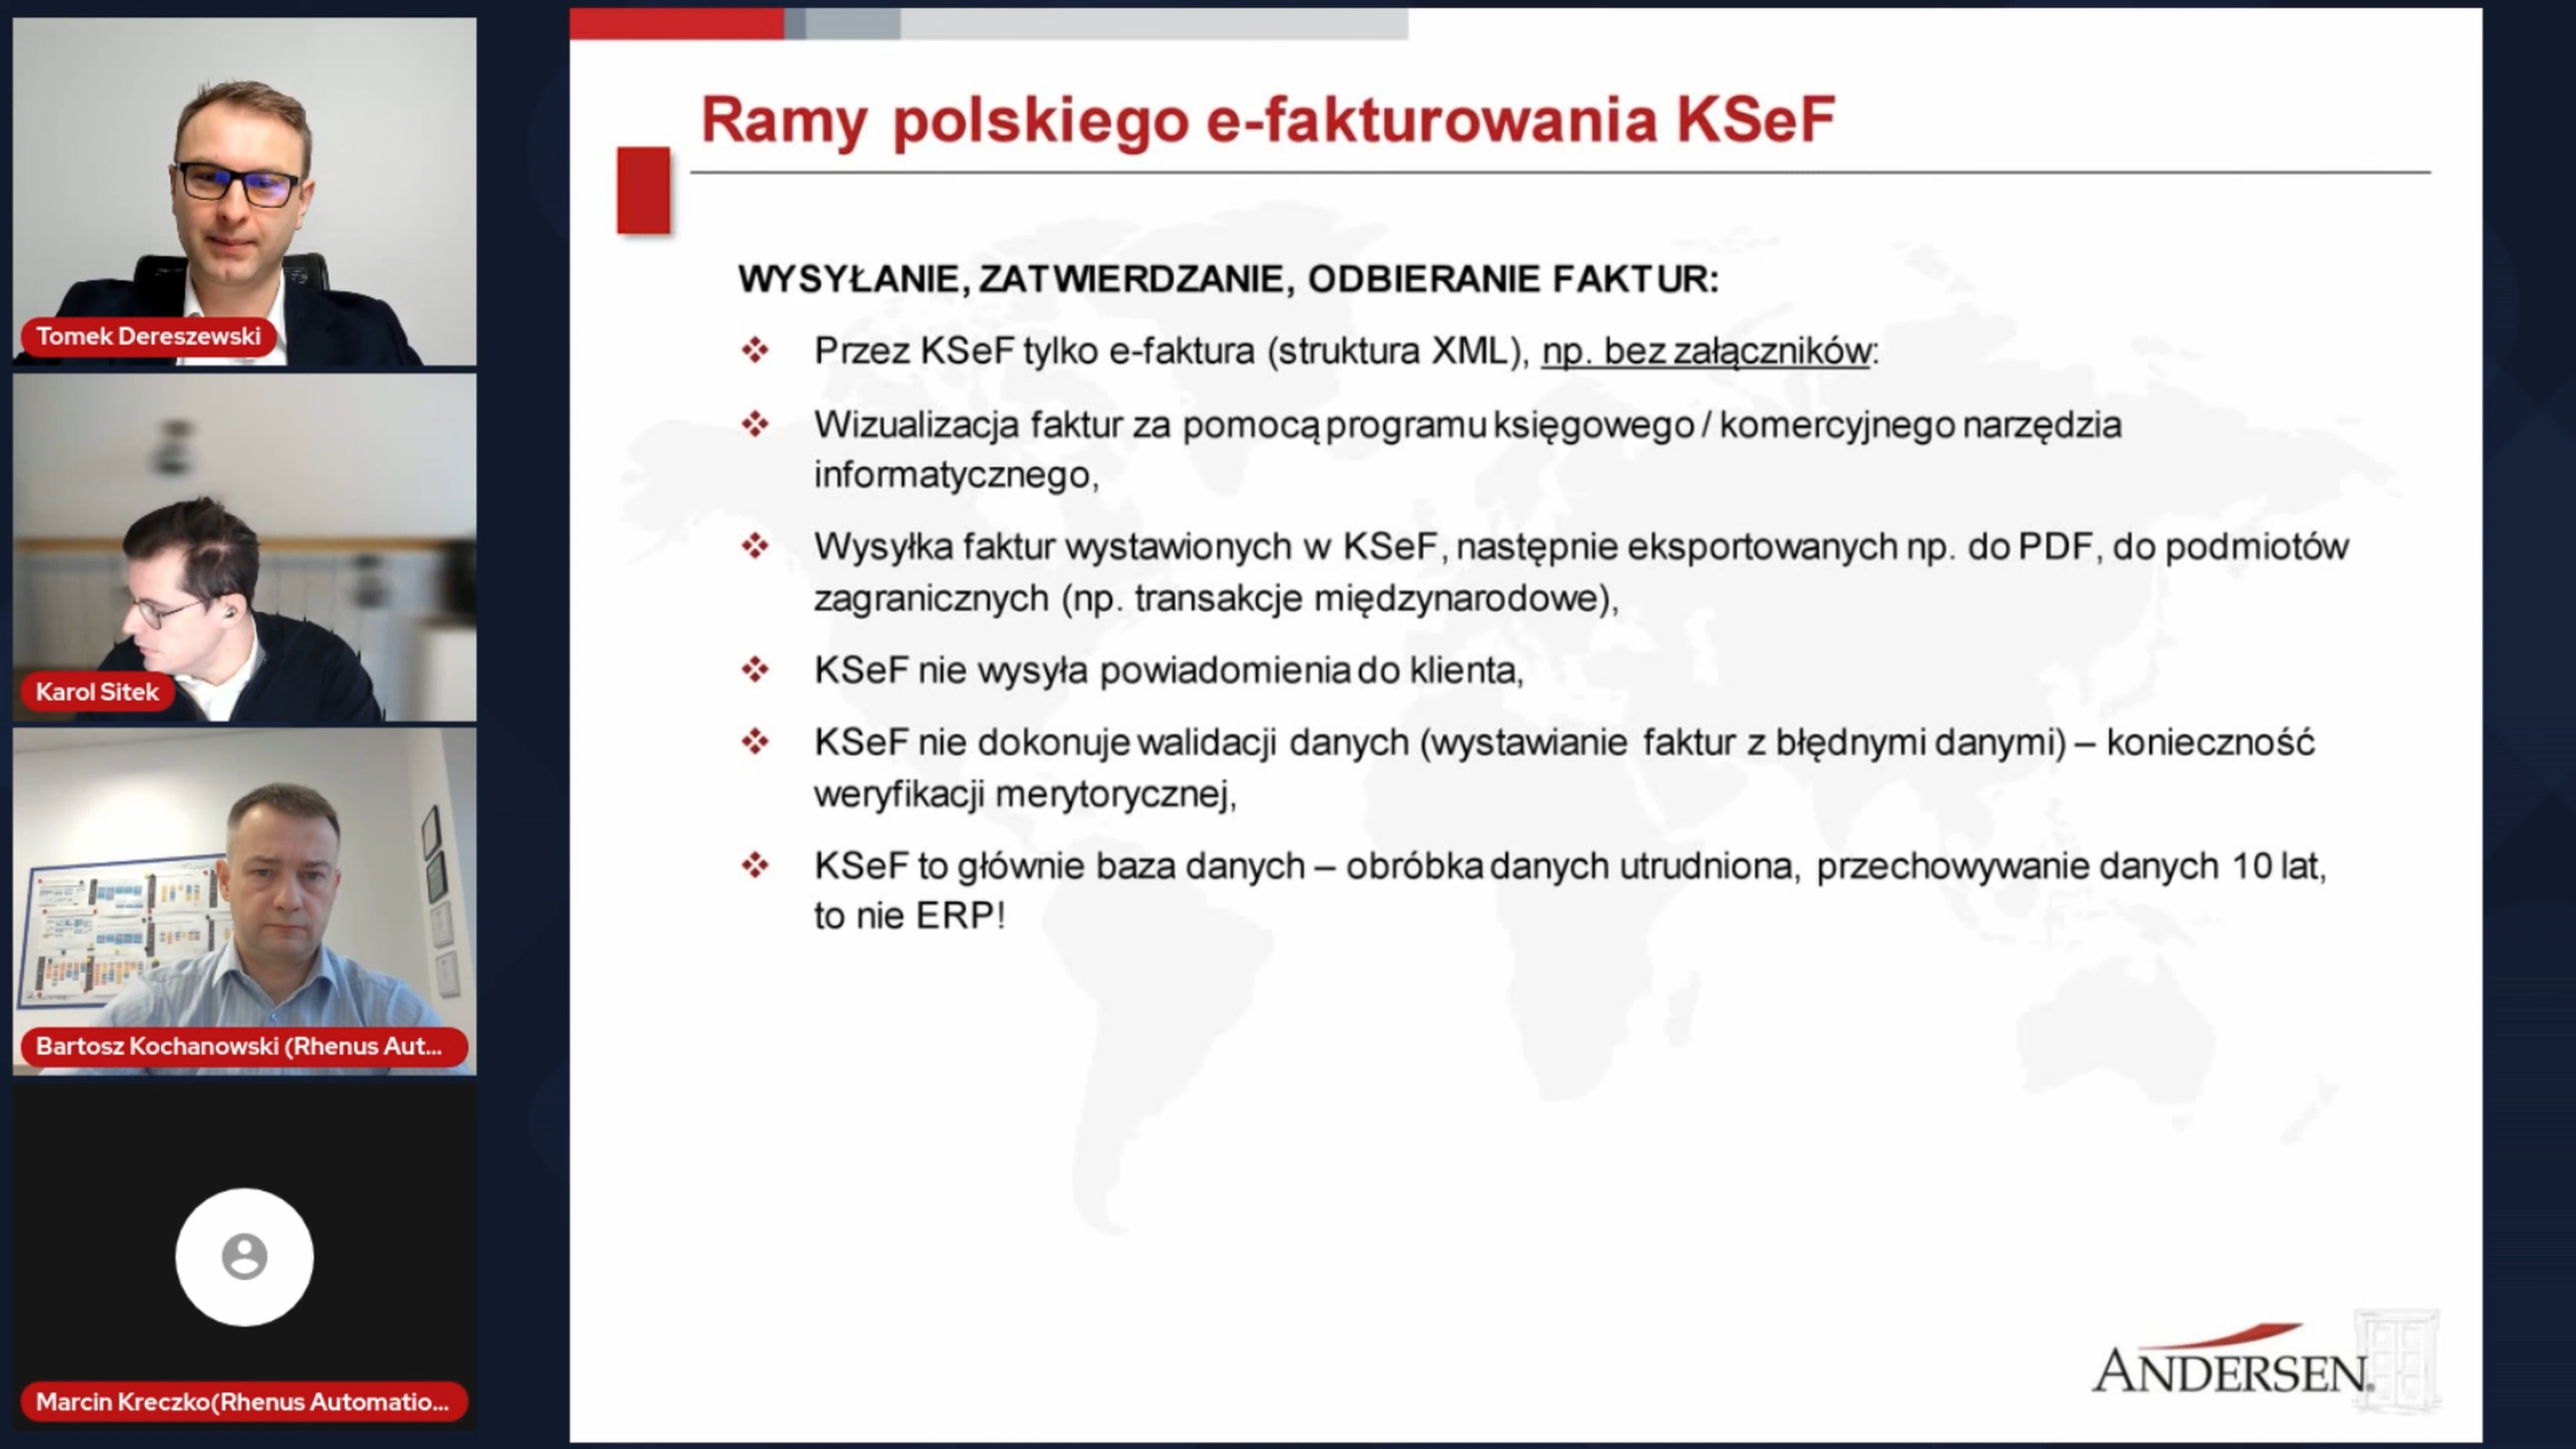 Tomek Dereszewski
Karol Sitek
Bartosz Kochanowski (Rhenus Aut...
Marcin Kreczko(Rhenus Automatio...
Ramy polskiego e-fakturowania KSeF
WYSYŁANIE, ZATWIERDZANIE, ODBIERANIE FAKTUR:
❖ Przez KSeF tylko e-faktura (struktura XML), np. bez załączników:
❖ Wizualizacja faktur za pomocą programu księgowego / komercyjnego narzędzia
informatycznego,
❖ Wysyłka faktur wystawionych w KSeF, następnie eksportowanych np. do PDF, do podmiotów
zagranicznych (np. transakcje międzynarodowe),
❖ KSeF nie wysyła powiadomienia do klienta,
❖ KSeF nie dokonuje walidacji danych (wystawianie faktur z błędnymi danymi) – konieczność
weryfikacji merytorycznej,
❖ KSeF to głównie baza danych – obróbka danych utrudniona, przechowywanie danych 10 lat,
to nie ERP!
ANDERSEN.